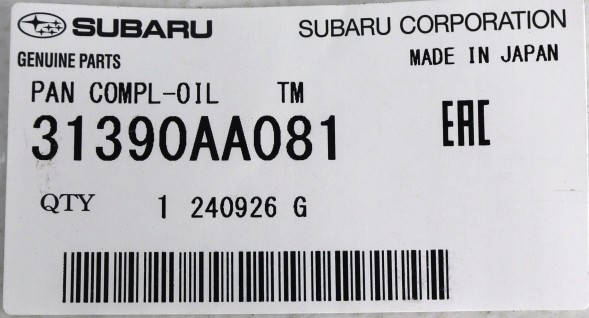 SUBARU SUBARU CORPORATION
GENUINE PARTS MADE IN JAPAN
PAN COMPL-OIL TM
31390AA081 EAC
QTY 1 240926 G